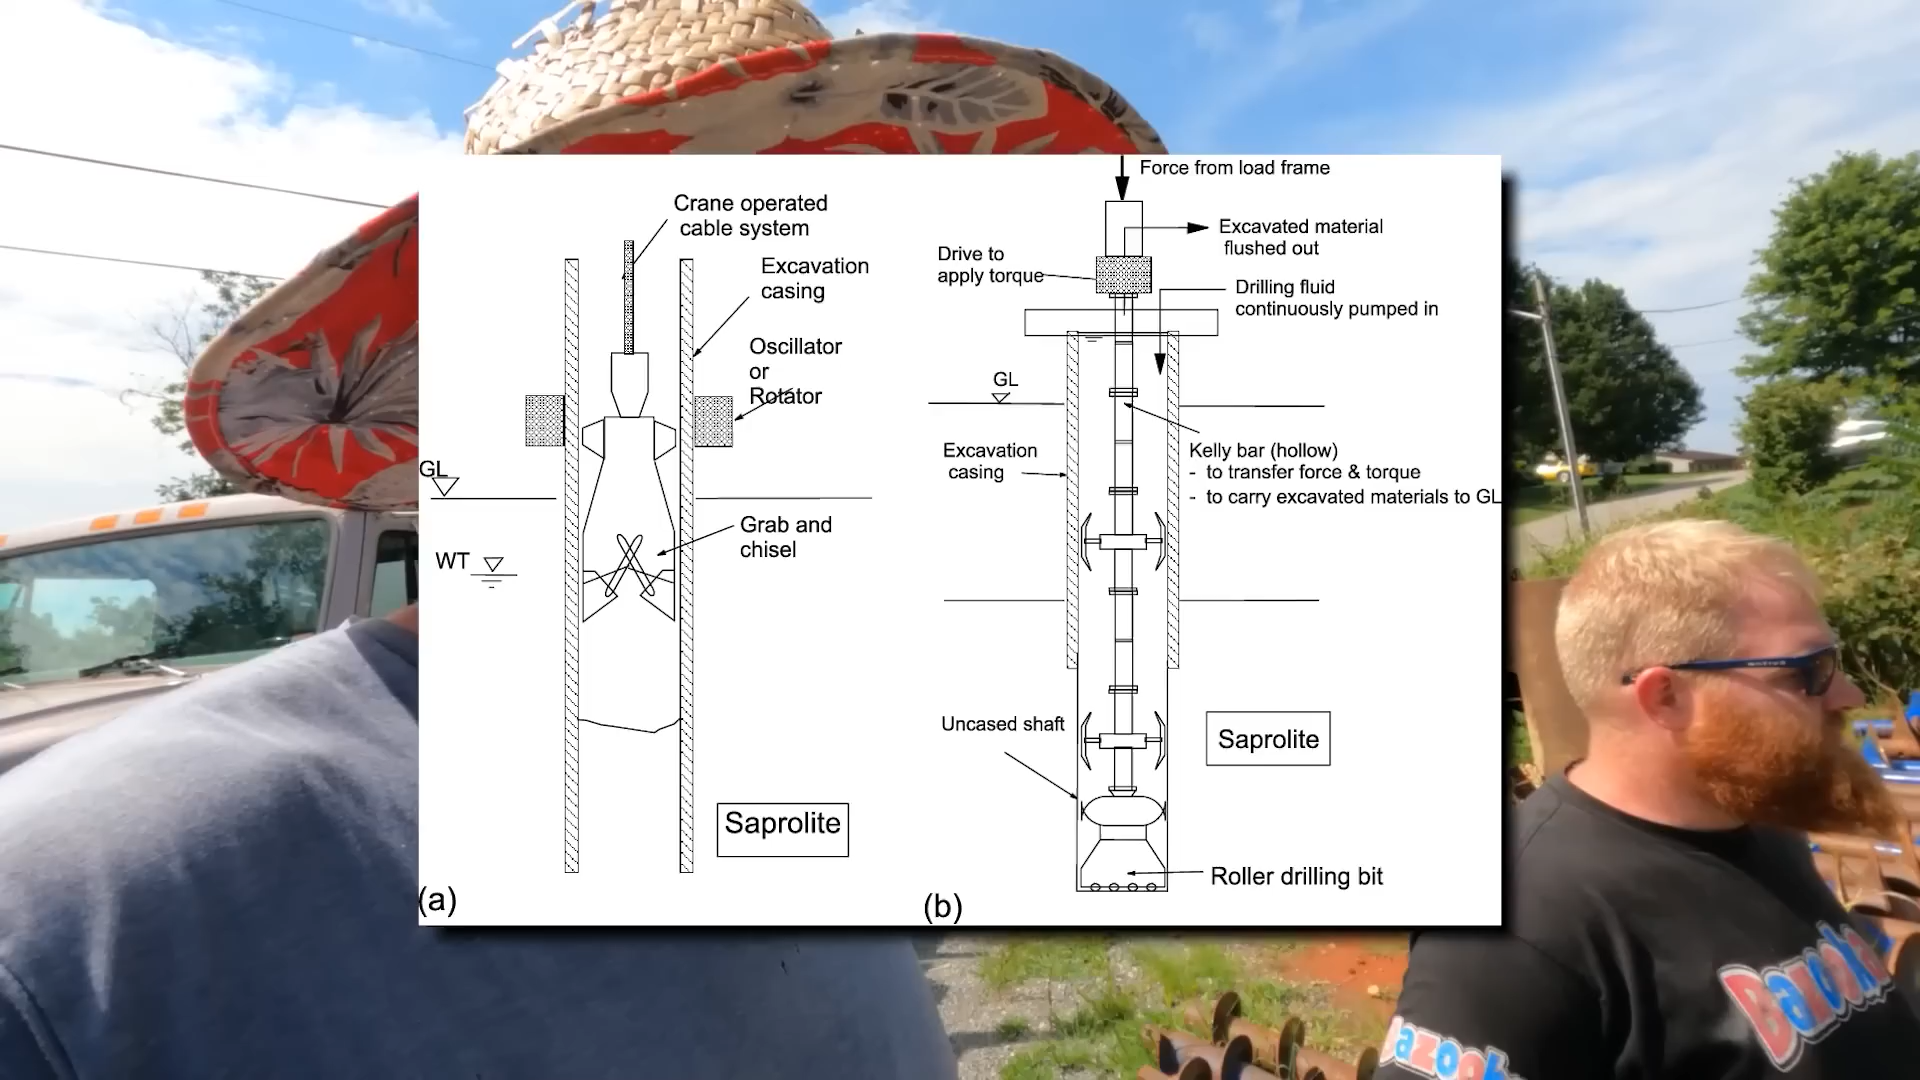 Crane operated
cable system
Excavation
casing
Oscillator
or
Rotator
GL
WT
Grab and
chisel
Saprolite
(a)
Force from load frame
Excavated material
flushed out
Drive to
apply torque
Drilling fluid
continuously pumped in
GL
Excavation
casing
Kelly bar (hollow)
- to transfer force & torque
- to carry excavated materials to GL
Uncased shaft
Saprolite
Roller drilling bit
(b)
Bazooka